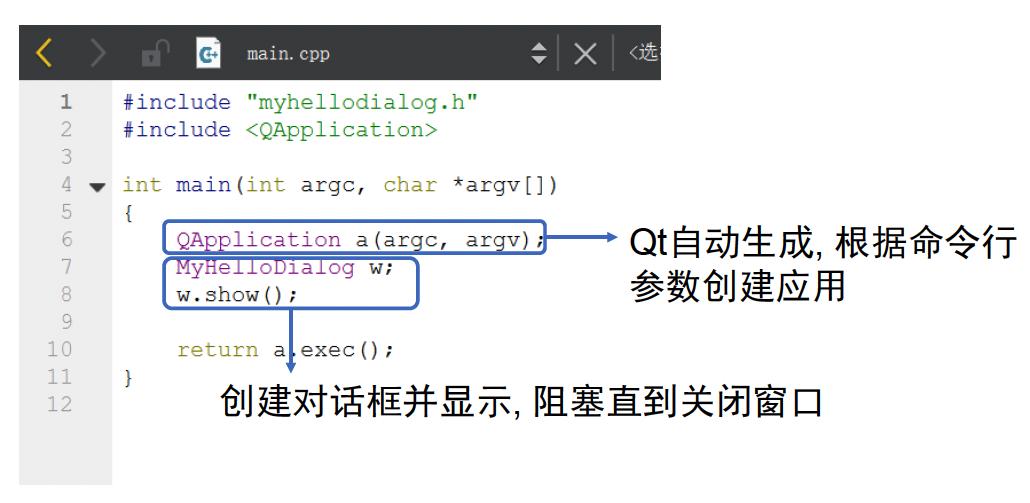 main.cpp <选
1 #include "myhellodialog.h"
2 #include <QApplication>
3
4 int main(int argc, char *argv[])
5 {
6 QApplication a(argc, argv);
7 MyHelloDialog w;
8 w.show();
9
10 return a.exec();
11 }
12
Qt自动生成, 根据命令行
参数创建应用
创建对话框并显示, 阻塞直到关闭窗口